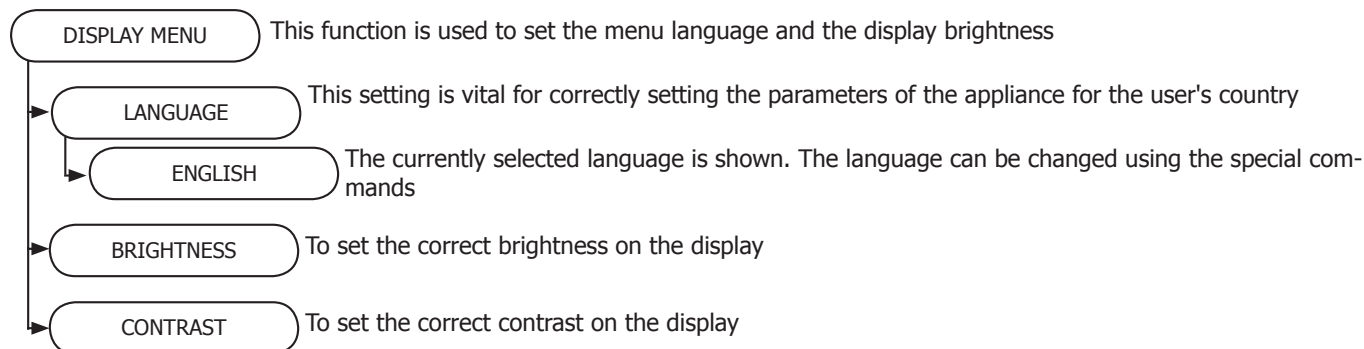 DISPLAY MENU This function is used to set the menu language and the display brightness
LANGUAGE This setting is vital for correctly setting the parameters of the appliance for the user's country
ENGLISH The currently selected language is shown. The language can be changed using the special com-
mands
BRIGHTNESS To set the correct brightness on the display
CONTRAST To set the correct contrast on the display